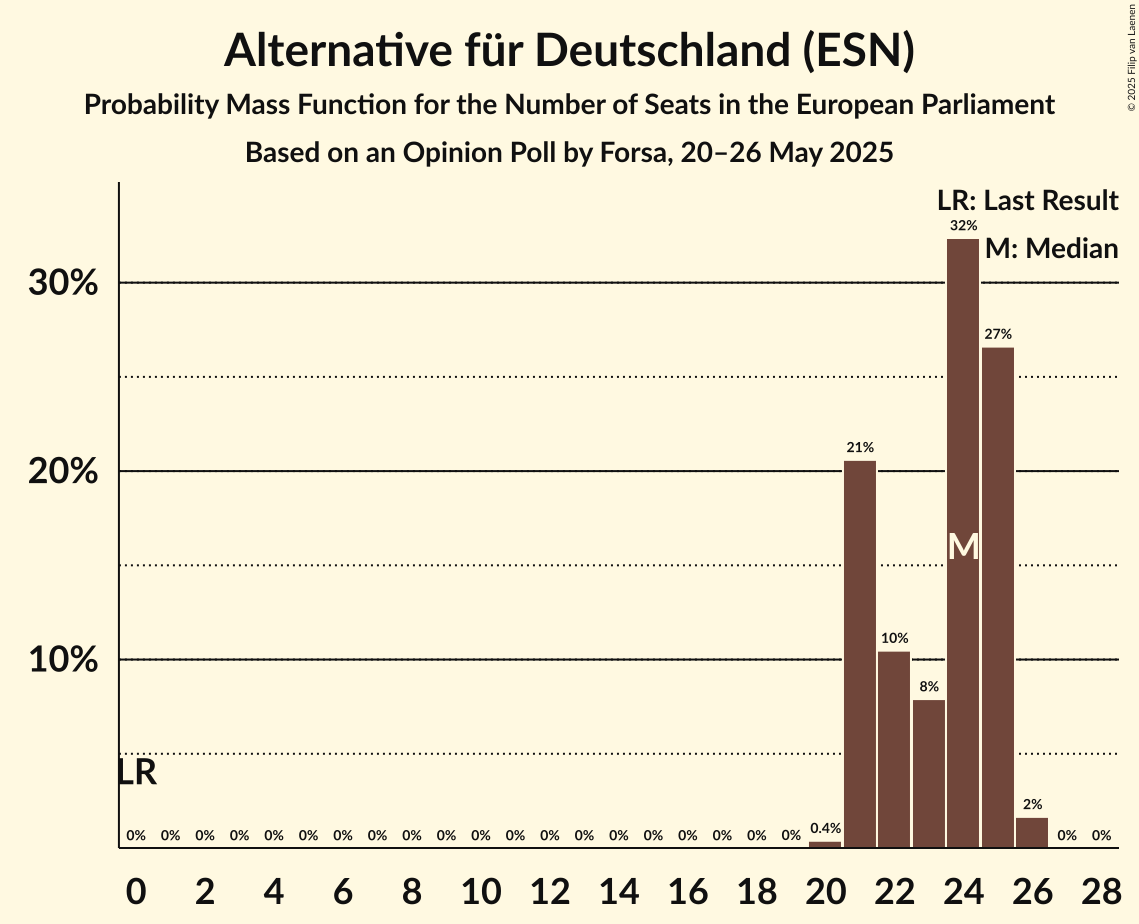 Alternative für Deutschland (ESN)
Probability Mass Function for the Number of Seats in the European Parliament
Based on an Opinion Poll by Forsa, 20–26 May 2025
© 2025 Filip van Laenen
LR: Last Result
M: Median
32%
30%
27%
21%
20%
M
10%
10%
8%
LR
2%
0% 0% 0% 0% 0% 0% 0% 0% 0% 0% 0% 0% 0% 0% 0% 0% 0% 0% 0% 0% 0.4% 0% 0%
0 2 4 6 8 10 12 14 16 18 20 22 24 26 28